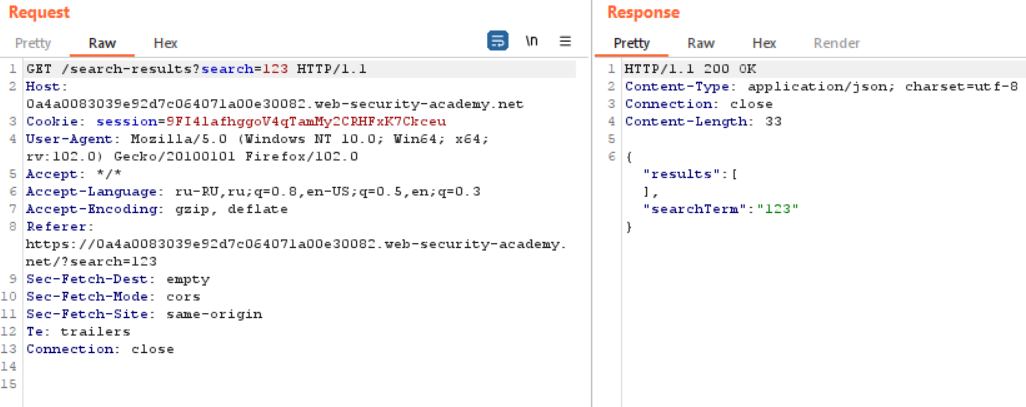 Request
Pretty Raw Hex \n
1 GET /search-results?search=123 HTTP/1.1
2 Host:
0a4a0083039e92d7c064071a00e30082.web-security-academy.net
3 Cookie: session=9FI41afhggoV4qTamMy2CRHFxK7Ckceu
4 User-Agent: Mozilla/5.0 (Windows NT 10.0; Win64; x64;
rv:102.0) Gecko/20100101 Firefox/102.0
5 Accept: */*
6 Accept-Language: ru-RU,ru;q=0.8,en-US;q=0.5,en;q=0.3
7 Accept-Encoding: gzip, deflate
8 Referer:
https://0a4a0083039e92d7c064071a00e30082.web-security-academy.
net/?search=123
9 Sec-Fetch-Dest: empty
10 Sec-Fetch-Mode: cors
11 Sec-Fetch-Site: same-origin
12 Te: trailers
13 Connection: close
14
15
Response
Pretty Raw Hex Render
1 HTTP/1.1 200 OK
2 Content-Type: application/json; charset=utf-8
3 Connection: close
4 Content-Length: 33
5
6 {
"results":[
],
"searchTerm":"123"
}